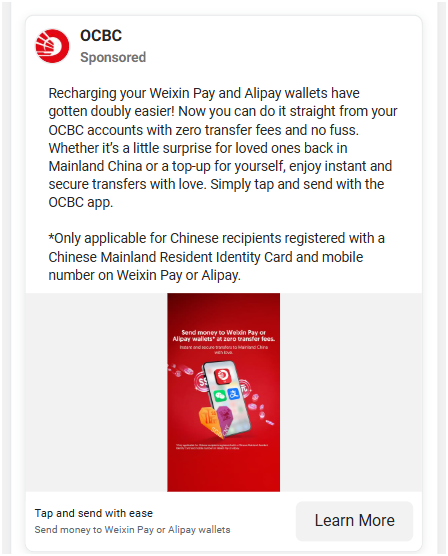 OCBC
Sponsored
Recharging your Weixin Pay and Alipay wallets have
gotten doubly easier! Now you can do it straight from your
OCBC accounts with zero transfer fees and no fuss.
Whether it's a little surprise for loved ones back in
Mainland China or a top-up for yourself, enjoy instant and
secure transfers with love. Simply tap and send with the
OCBC app.
*Only applicable for Chinese recipients registered with a
Chinese Mainland Resident Identity Card and mobile
number on Weixin Pay or Alipay.
Send money to Weixin Pay or
Alipay wallets* at zero transfer fees.
Instant and secure transfers to Mainland China
with love.
支
Tap and send with ease
Send money to Weixin Pay or Alipay wallets
Learn More